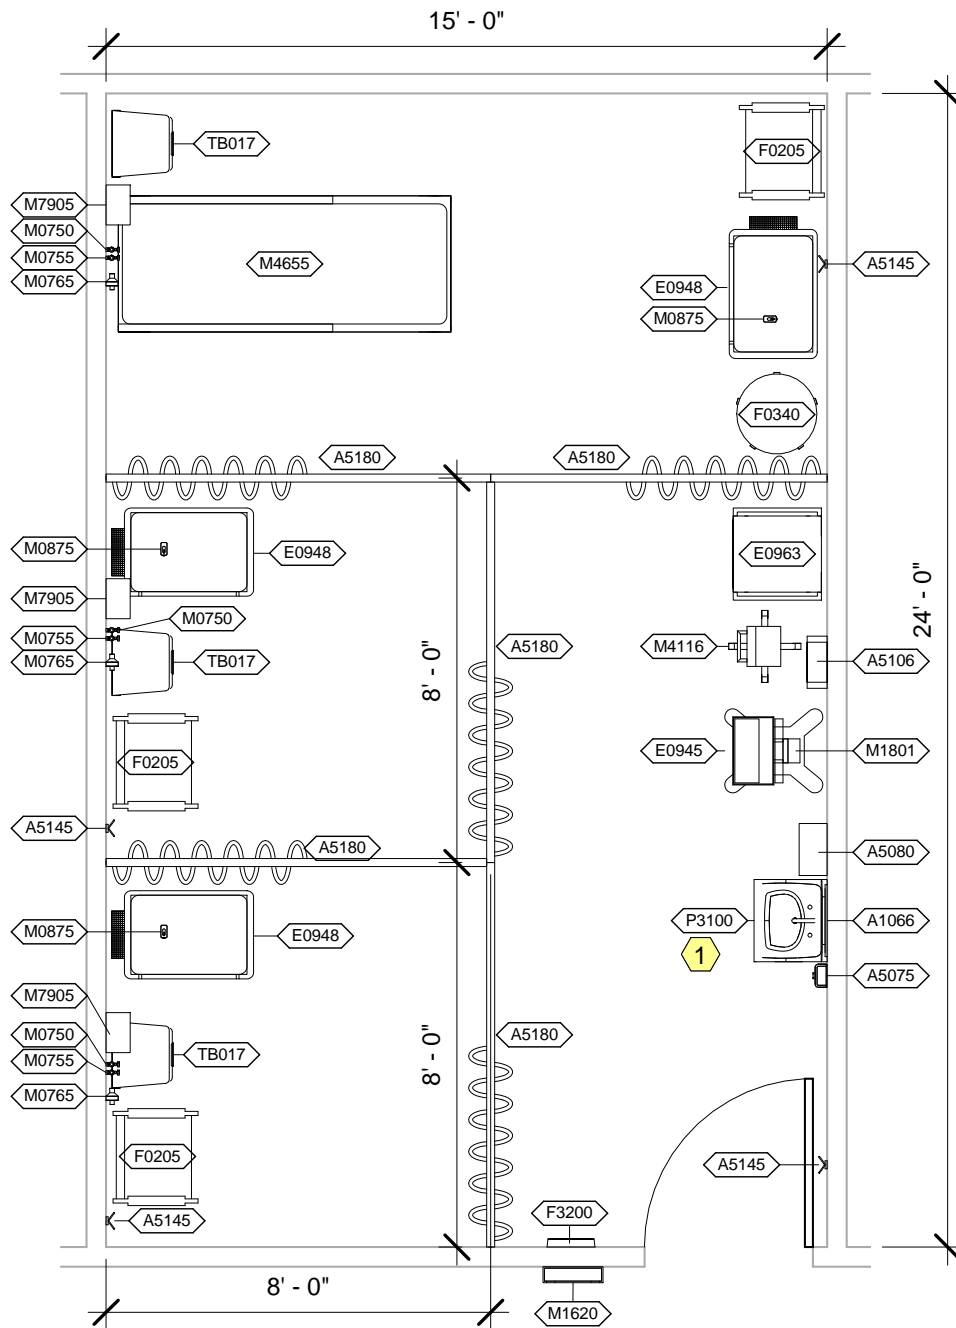 15' - 0"
TB017
F0205
M7905
M0750
M0755
M4655
A5145
M0765
E0948
M0875
F0340
A5180
A5180
M0875
E0948
E0963
M7905
M0750
M0755
A5180
M4116
M0765
TB017
A5106
24' - 0"
8' - 0"
E0945
M1801
F0205
A5145
A5180
A5080
M0875
E0948
P3100
A1066
1
A5075
M7905
M0750
A5180
M0755
TB017
8' - 0"
M0765
F0205
A5145
A5145
F3200
8' - 0"
M1620